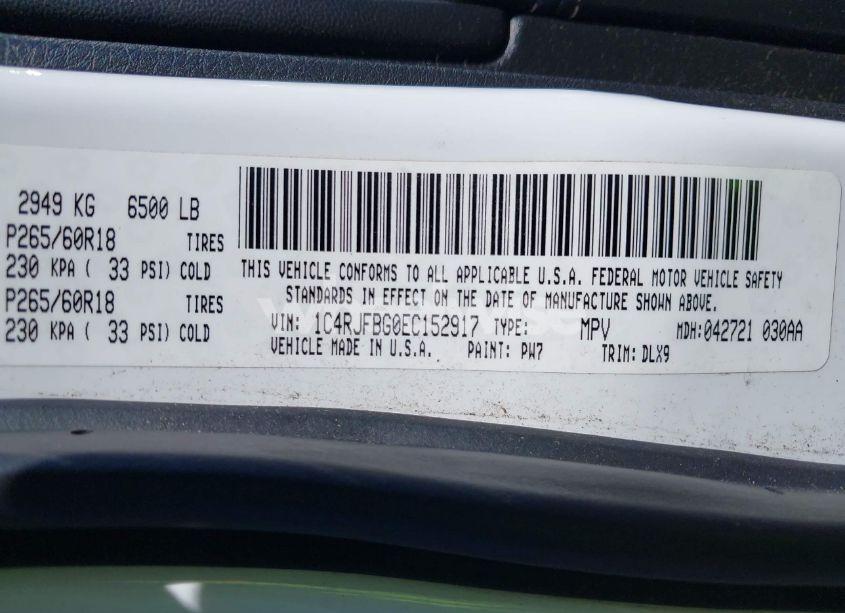 2949 KG 6500 LB
P265/60R18 TIRES
230 KPA ( 33 PSI) COLD
P265/60R18 TIRES
230 KPA ( 33 PSI) COLD
THIS VEHICLE CONFORMS TO ALL APPLICABLE U.S.A. FEDERAL MOTOR VEHICLE SAFETY
STANDARDS IN EFFECT ON THE DATE OF MANUFACTURE SHOWN ABOVE.
VIN: 1C4RJFBG0EC152917 TYPE: MPV MDH:042721 030AA
VEHICLE MADE IN U.S.A. PAINT: PW7 TRIM: DLX9